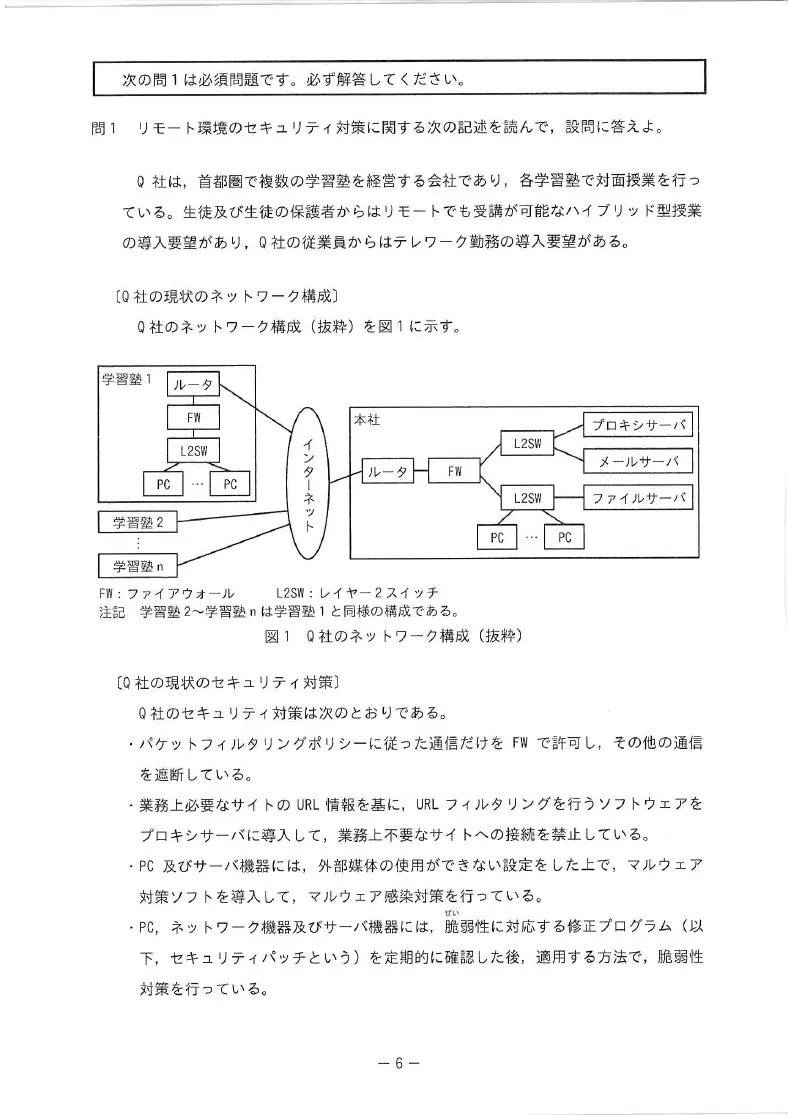 次の問1は必須問題です。必ず解答してください。
問1 リモート環境のセキュリティ対策に関する次の記述を読んで，設問に答えよ。
Q 社は，首都圏で複数の学習塾を経営する会社であり，各学習塾で対面授業を行っ
ている。生徒及び生徒の保護者からはリモートでも受講が可能なハイブリッド型授業
の導入要望があり，Q 社の従業員からはテレワーク勤務の導入要望がある。
〔Q 社の現状のネットワーク構成〕
Q 社のネットワーク構成（抜粋）を図1に示す。
学習塾1
ルータ
FW
L2SW
PC … PC
学習塾2
⋮
学習塾n
インターネット
本社
ルータ
FW
L2SW
プロキシサーバ
メールサーバ
L2SW
ファイルサーバ
PC … PC
FW：ファイアウォール L2SW：レイヤー2スイッチ
注記 学習塾2～学習塾nは学習塾1と同様の構成である。
図1 Q 社のネットワーク構成（抜粋）
〔Q 社の現状のセキュリティ対策〕
Q 社のセキュリティ対策は次のとおりである。
・パケットフィルタリングポリシーに従った通信だけを FW で許可し，その他の通信
を遮断している。
・業務上必要なサイトの URL 情報を基に，URL フィルタリングを行うソフトウェアを
プロキシサーバに導入して，業務上不要なサイトへの接続を禁止している。
・PC 及びサーバ機器には，外部媒体の使用ができない設定をした上で，マルウェア
対策ソフトを導入して，マルウェア感染対策を行っている。
ぜい
・PC，ネットワーク機器及びサーバ機器には，脆弱性に対応する修正プログラム（以
下，セキュリティパッチという）を定期的に確認した後，適用する方法で，脆弱性
対策を行っている。
― 6 ―